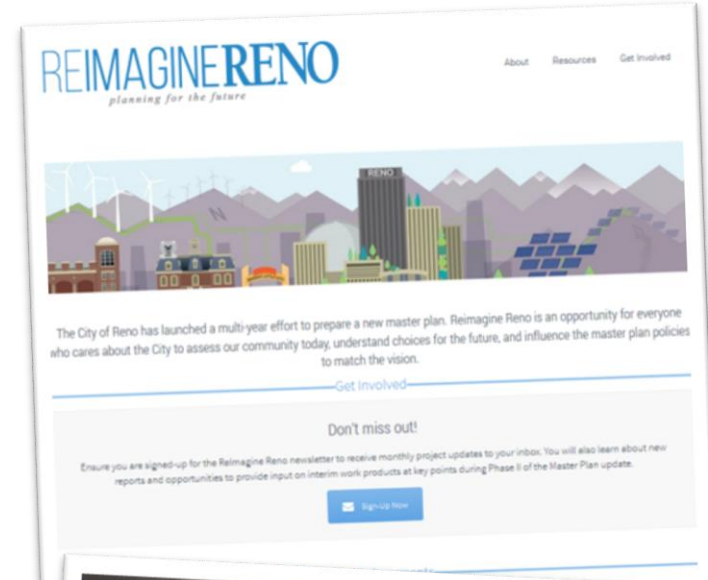 REIMAGINERENO
planning for the future
About Resources Get Involved
RENO
The City of Reno has launched a multi-year effort to prepare a new master plan. Reimagine Reno is an opportunity for everyone
who cares about the City to assess our community today, understand choices for the future, and influence the master plan policies
to match the vision.
Get Involved
Don't miss out!
Ensure you are signed-up for the ReImagine Reno newsletter to receive monthly project updates to your inbox. You will also learn about new
reports and opportunities to provide input on interim work products at key points during Phase II of the Master Plan update.
Sign-Up Now